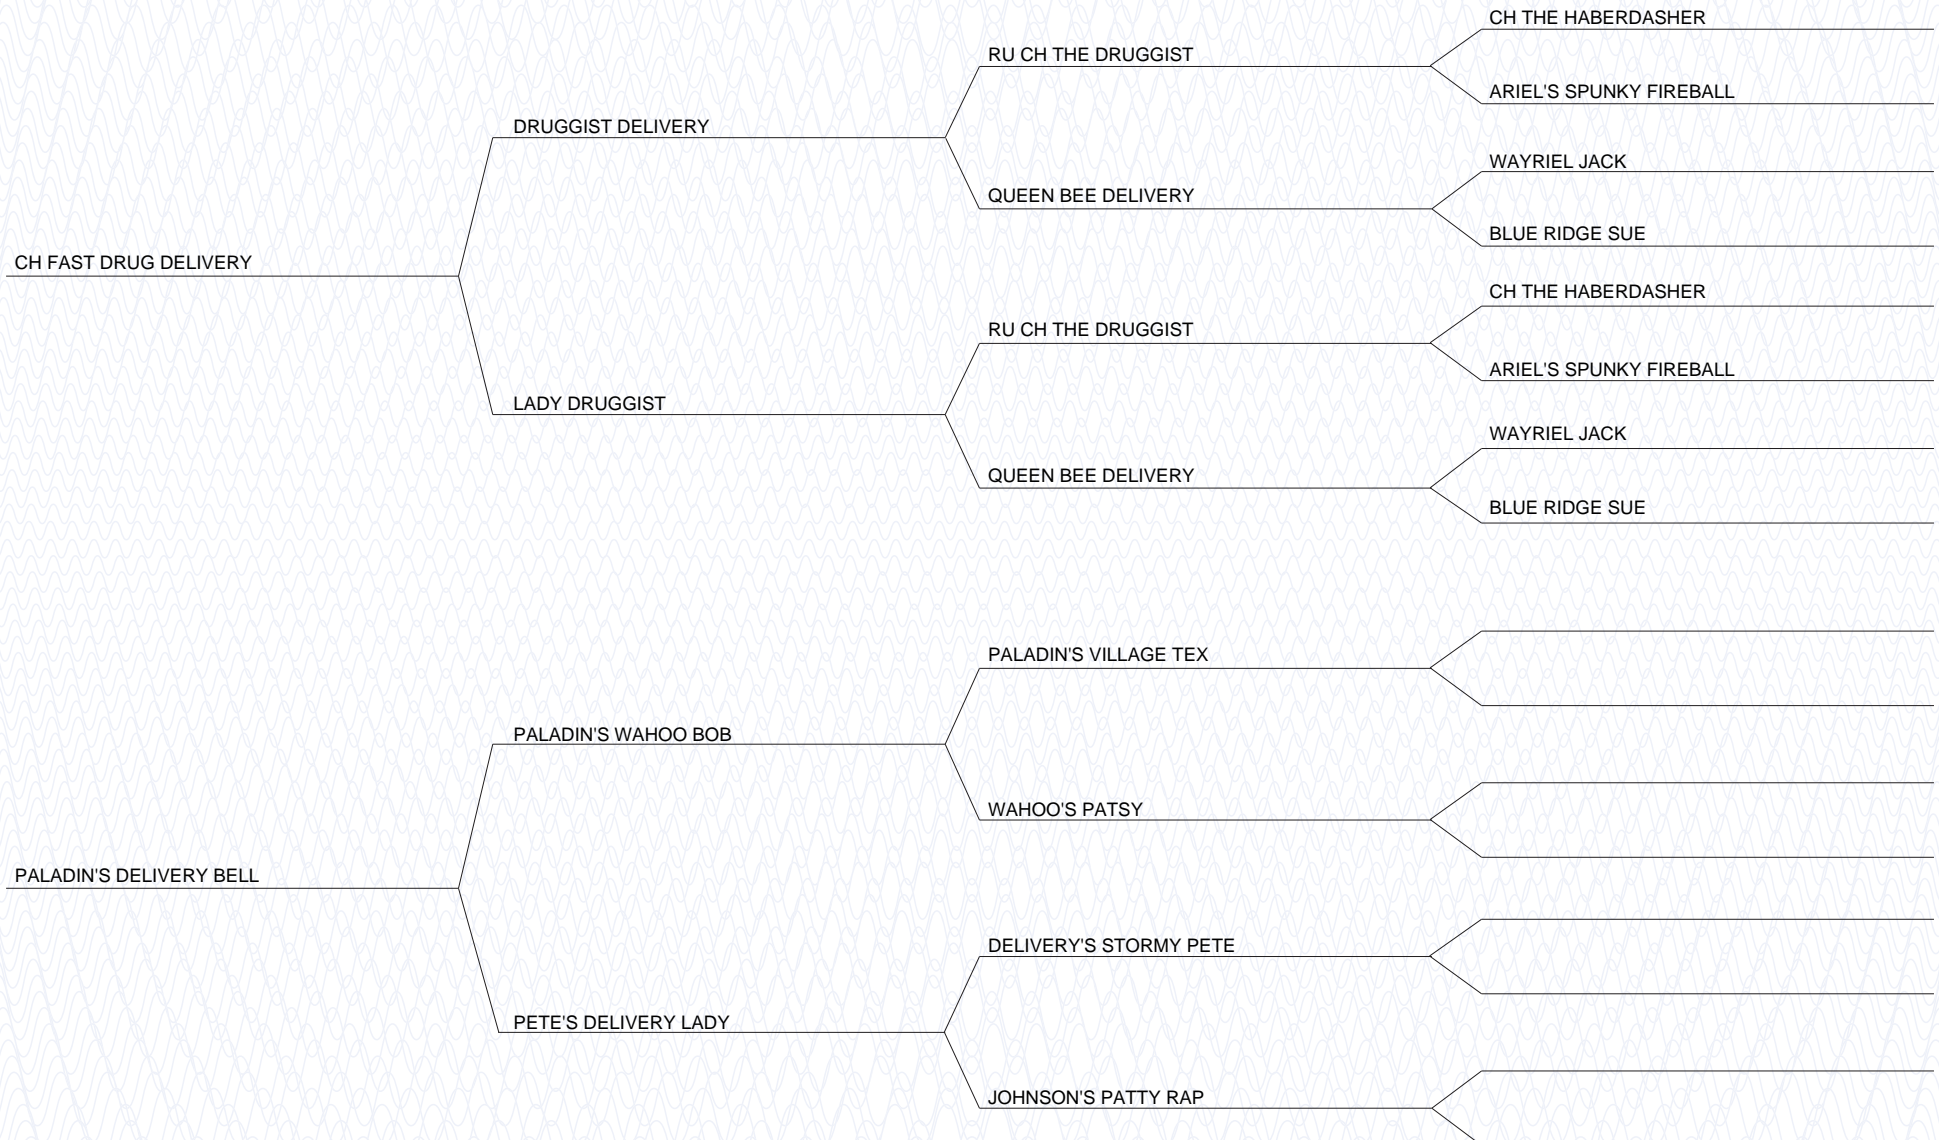 CH THE HABERDASHER
RU CH THE DRUGGIST
ARIEL'S SPUNKY FIREBALL
DRUGGIST DELIVERY
WAYRIEL JACK
QUEEN BEE DELIVERY
BLUE RIDGE SUE
CH FAST DRUG DELIVERY
CH THE HABERDASHER
RU CH THE DRUGGIST
ARIEL'S SPUNKY FIREBALL
LADY DRUGGIST
WAYRIEL JACK
QUEEN BEE DELIVERY
BLUE RIDGE SUE
PALADIN'S VILLAGE TEX
PALADIN'S WAHOO BOB
WAHOO'S PATSY
PALADIN'S DELIVERY BELL
DELIVERY'S STORMY PETE
PETE'S DELIVERY LADY
JOHNSON'S PATTY RAP